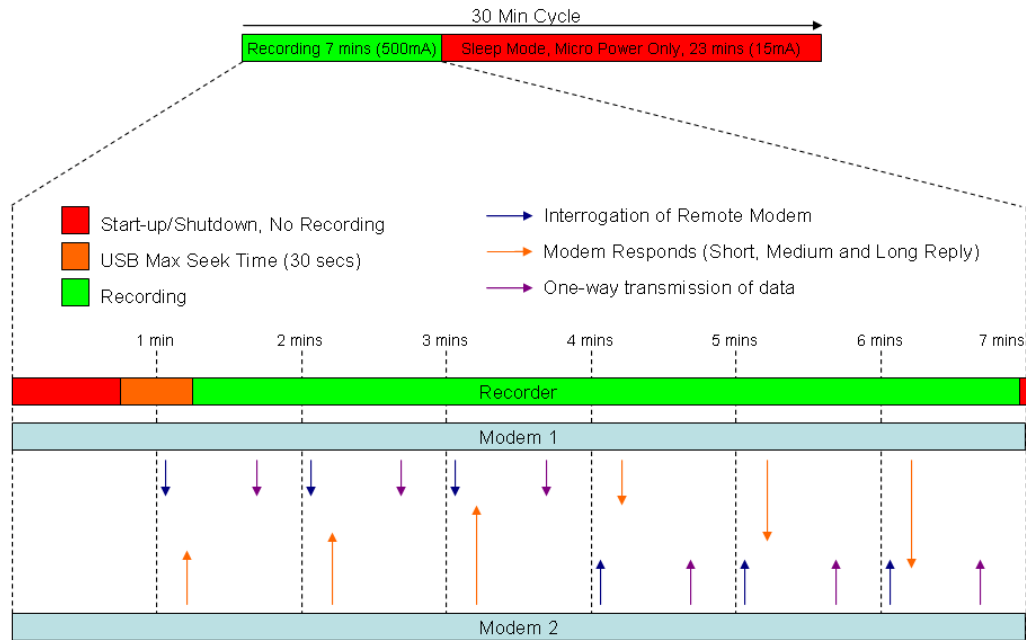 30 Min Cycle
Recording 7 mins (500mA)
Sleep Mode, Micro Power Only, 23 mins (15mA)
Start-up/Shutdown, No Recording
USB Max Seek Time (30 secs)
Recording
Interrogation of Remote Modem
Modem Responds (Short, Medium and Long Reply)
One-way transmission of data
1 min
2 mins
3 mins
4 mins
5 mins
6 mins
7 mins
Recorder
Modem 1
Modem 2